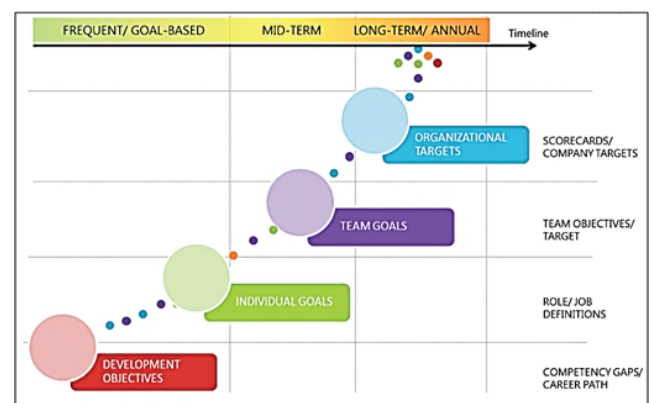 FREQUENT/ GOAL-BASED MID-TERM LONG-TERM/ ANNUAL
Timeline
ORGANIZATIONAL
TARGETS
SCORECARDS/
COMPANY TARGETS
TEAM GOALS
TEAM OBJECTIVES/
TARGET
INDIVIDUAL GOALS
ROLE/ JOB
DEFINITIONS
DEVELOPMENT
OBJECTIVES
COMPETENCY GAPS/
CAREER PATH